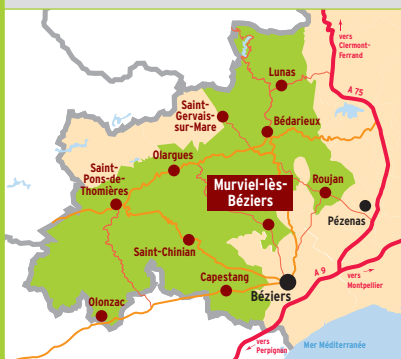 vers
Clermont-
Ferrand
Lunas
A 75
Saint-
Gervais-
sur-Mare
Bédarieux
Olargues
Saint-
Pons-de-
Thomières
Murviel-lès-
Béziers
Roujan
Pézenas
Saint-Chinian
Capestang
A 9
vers
Montpellier
Béziers
Olonzac
vers
Perpignan
Mer Méditerranée